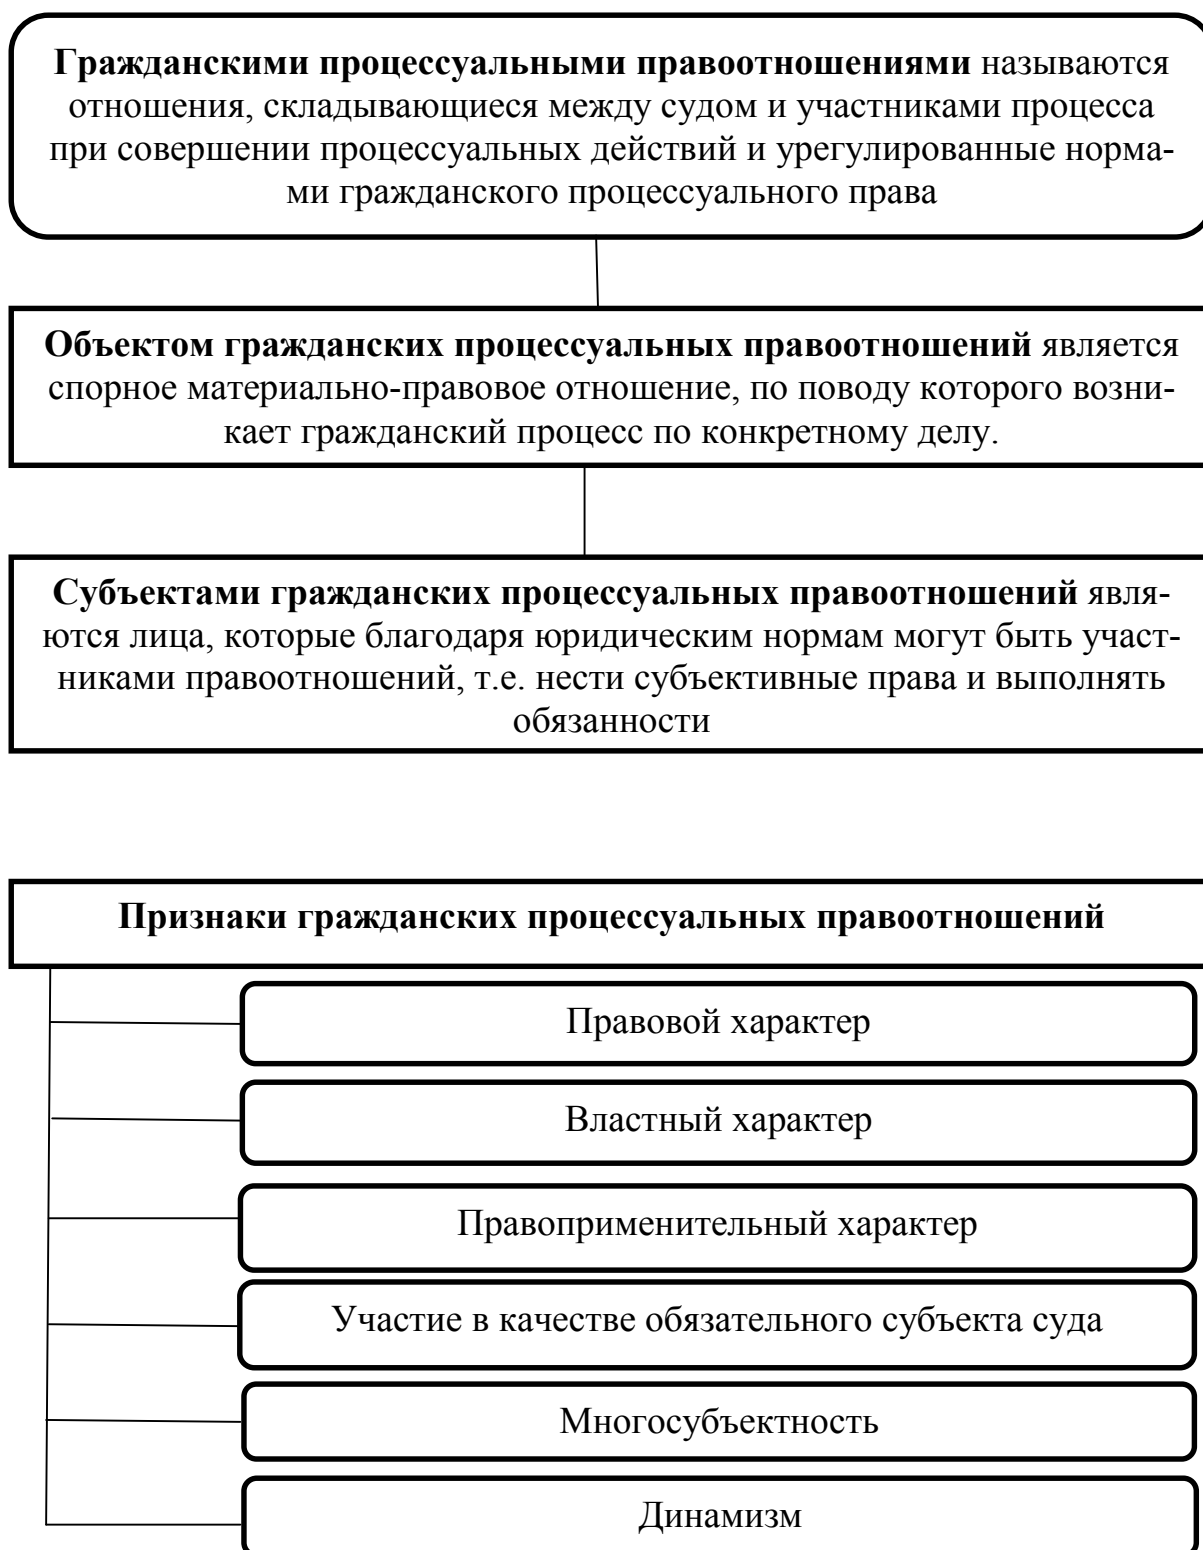 Гражданскими процессуальными правоотношениями называются
отношения, складывающиеся между судом и участниками процесса
при совершении процессуальных действий и урегулированные норма-
ми гражданского процессуального права
Объектом гражданских процессуальных правоотношений является
спорное материально-правовое отношение, по поводу которого возни-
кает гражданский процесс по конкретному делу.
Субъектами гражданских процессуальных правоотношений явля-
ются лица, которые благодаря юридическим нормам могут быть участ-
никами правоотношений, т.е. нести субъективные права и выполнять
обязанности
Признаки гражданских процессуальных правоотношений
Правовой характер
Властный характер
Правоприменительный характер
Участие в качестве обязательного субъекта суда
Многосубъектность
Динамизм